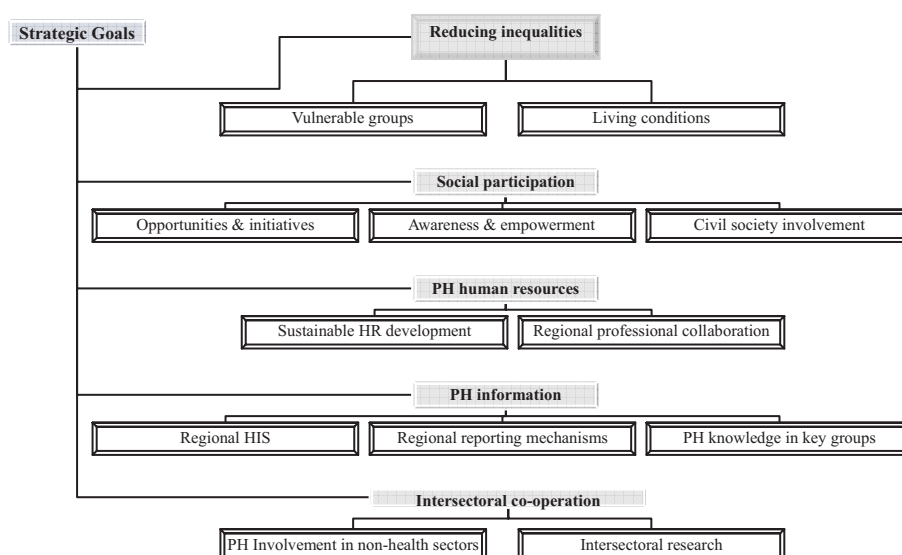 Strategic Goals
Reducing inequalities
Vulnerable groups
Living conditions
Social participation
Opportunities & initiatives
Awareness & empowerment
Civil society involvement
PH human resources
Sustainable HR development
Regional professional collaboration
PH information
Regional HIS
Regional reporting mechanisms
PH knowledge in key groups
Intersectoral co-operation
PH Involvement in non-health sectors
Intersectoral research